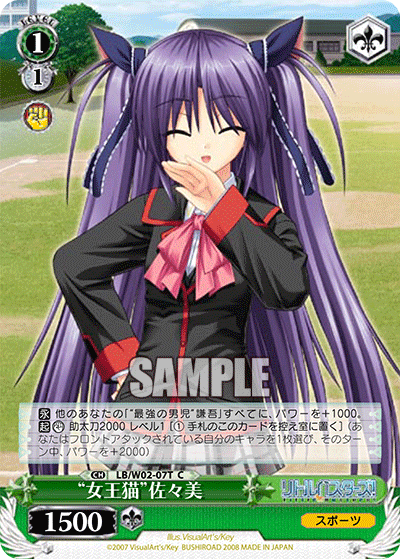 LEVEL
1
1
SAMPLE
永 他のあなたの「“最強の男児”謙吾」すべてに、パワーを＋1000。
起 助太刀2000 レベル1 [① 手札のこのカードを控え室に置く] （あ
なたはフロントアタックされている自分のキャラを1枚選び、そのター
ン中、パワーを＋2000）
CH LB/W02-07T C
“女王猫”佐々美
リトルバスターズ！
1500
スポーツ
Illus.VisualArt's/Key
©2007 VisualArt's/Key BUSHIROAD 2008 MADE IN JAPAN